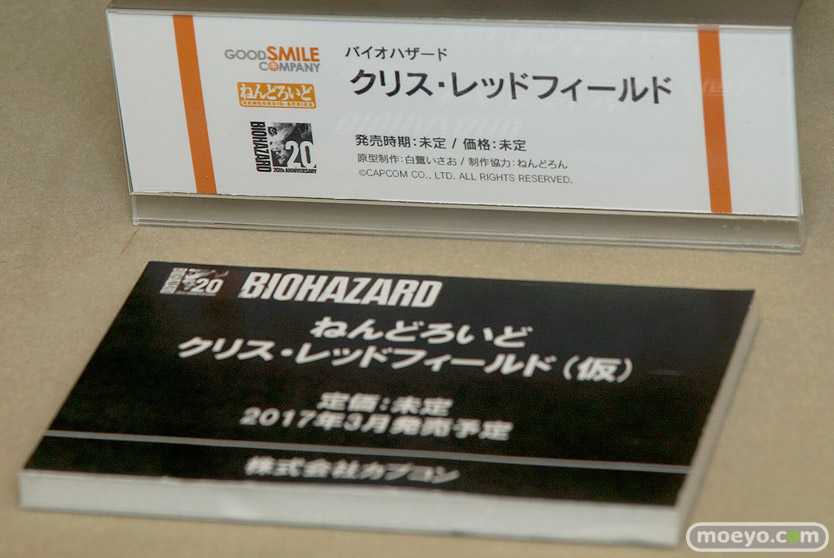 GOODSMILE
COMPANY
ねんどろいど
NENDOROID SERIES
BIOHAZARD
20
20th ANNIVERSARY
バイオハザード
クリス・レッドフィールド
発売時期:未定 / 価格:未定
原型制作:白鷺いさお / 制作協力:ねんどろん
©CAPCOM CO., LTD. ALL RIGHTS RESERVED.
BIOHAZARD
20
BIOHAZARD
ねんどろいど
クリス・レッドフィールド(仮)
定価:未定
2017年3月発売予定
株式会社カプコン
moeyo.com